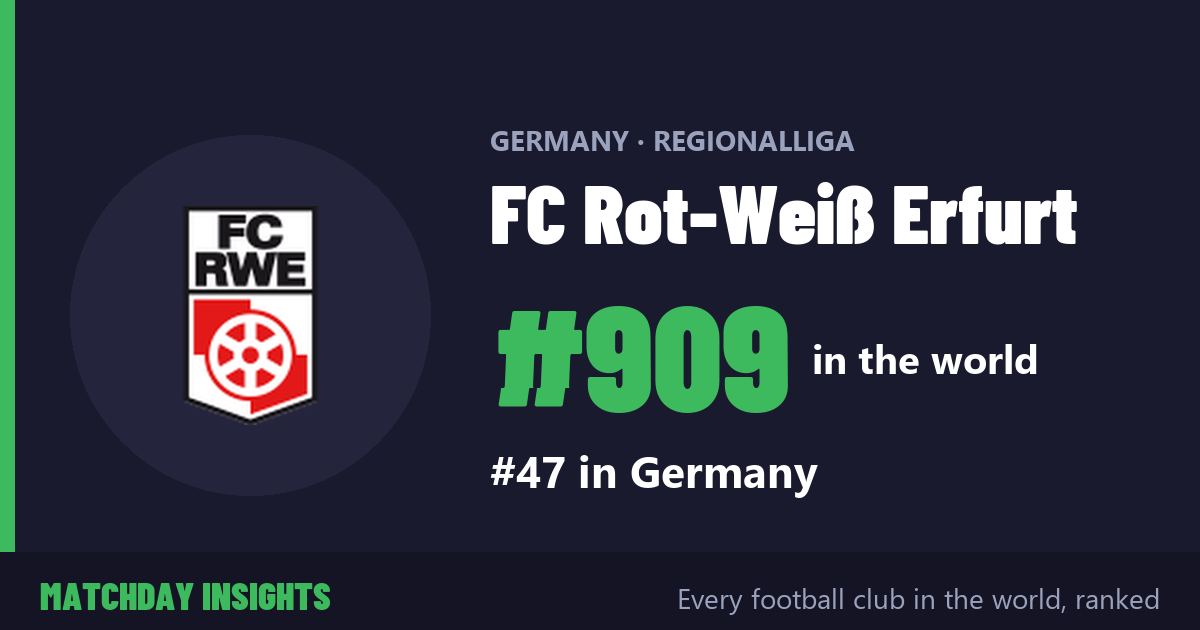 GERMANY · REGIONALLIGA
FC Rot-Weiß Erfurt
FC
RWE
#909 in the world
#47 in Germany
MATCHDAY INSIGHTS
Every football club in the world, ranked